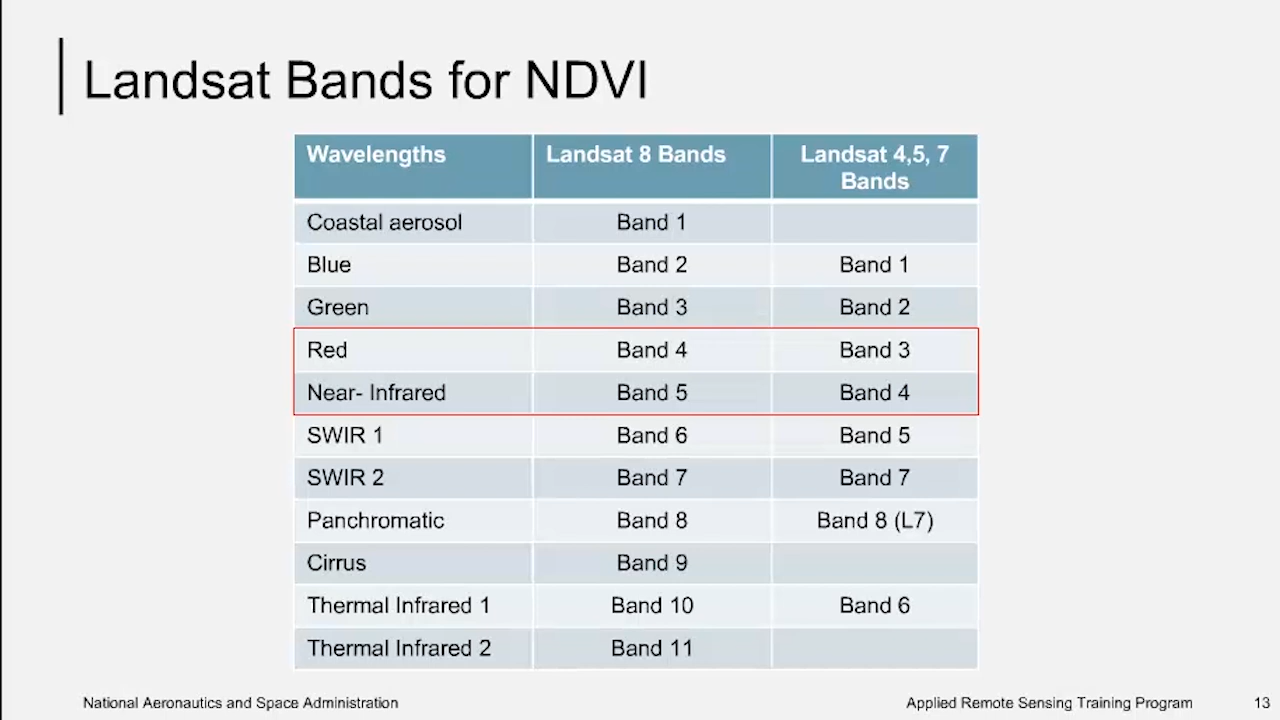 Landsat Bands for NDVI
Wavelengths Landsat 8 Bands Landsat 4,5, 7
Bands
Coastal aerosol Band 1
Blue Band 2 Band 1
Green Band 3 Band 2
Red Band 4 Band 3
Near- Infrared Band 5 Band 4
SWIR 1 Band 6 Band 5
SWIR 2 Band 7 Band 7
Panchromatic Band 8 Band 8 (L7)
Cirrus Band 9
Thermal Infrared 1 Band 10 Band 6
Thermal Infrared 2 Band 11
National Aeronautics and Space Administration Applied Remote Sensing Training Program 13